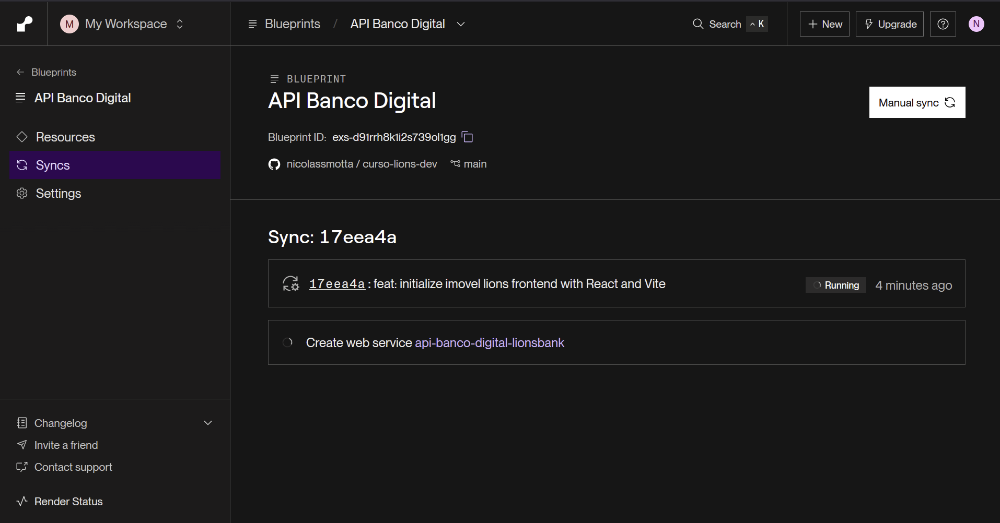 M My Workspace
Blueprints / API Banco Digital
Search ^ K
New
Upgrade
N
Blueprints
API Banco Digital
Resources
Syncs
Settings
Changelog
Invite a friend
Contact support
Render Status
BLUEPRINT
API Banco Digital
Manual sync
Blueprint ID: exs-d91rrh8k1i2s739ol1gg
nicolassmotta / curso-lions-dev main
Sync: 17eea4a
17eea4a: feat: initialize imovel lions frontend with React and Vite
Running 4 minutes ago
Create web service api-banco-digital-lionsbank